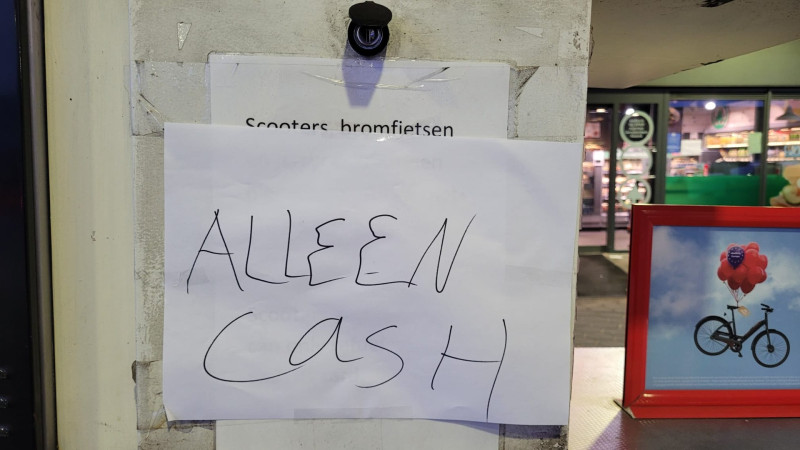 Scooters, bromfietsen
ALLEEN
CASH